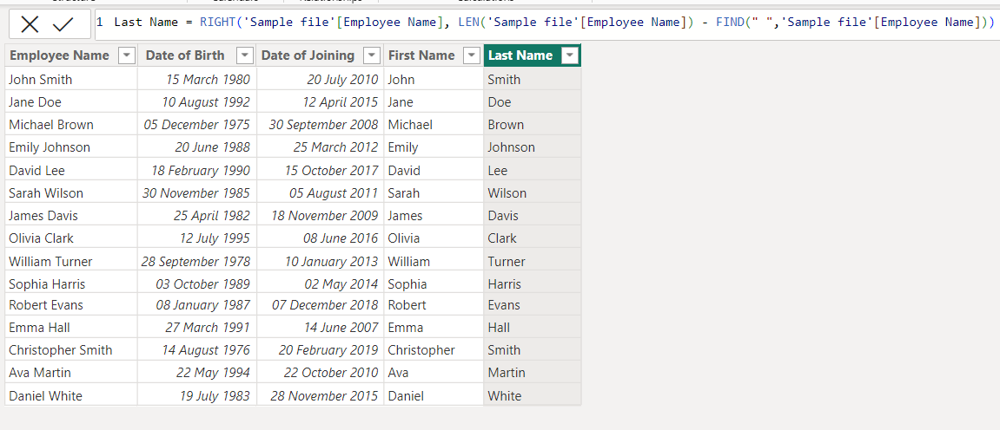 1 Last Name = RIGHT('Sample file'[Employee Name], LEN('Sample file'[Employee Name]) - FIND(" ",'Sample file'[Employee Name]))
Employee Name Date of Birth Date of Joining First Name Last Name
John Smith 15 March 1980 20 July 2010 John Smith
Jane Doe 10 August 1992 12 April 2015 Jane Doe
Michael Brown 05 December 1975 30 September 2008 Michael Brown
Emily Johnson 20 June 1988 25 March 2012 Emily Johnson
David Lee 18 February 1990 15 October 2017 David Lee
Sarah Wilson 30 November 1985 05 August 2011 Sarah Wilson
James Davis 25 April 1982 18 November 2009 James Davis
Olivia Clark 12 July 1995 08 June 2016 Olivia Clark
William Turner 28 September 1978 10 January 2013 William Turner
Sophia Harris 03 October 1989 02 May 2014 Sophia Harris
Robert Evans 08 January 1987 07 December 2018 Robert Evans
Emma Hall 27 March 1991 14 June 2007 Emma Hall
Christopher Smith 14 August 1976 20 February 2019 Christopher Smith
Ava Martin 22 May 1994 22 October 2010 Ava Martin
Daniel White 19 July 1983 28 November 2015 Daniel White